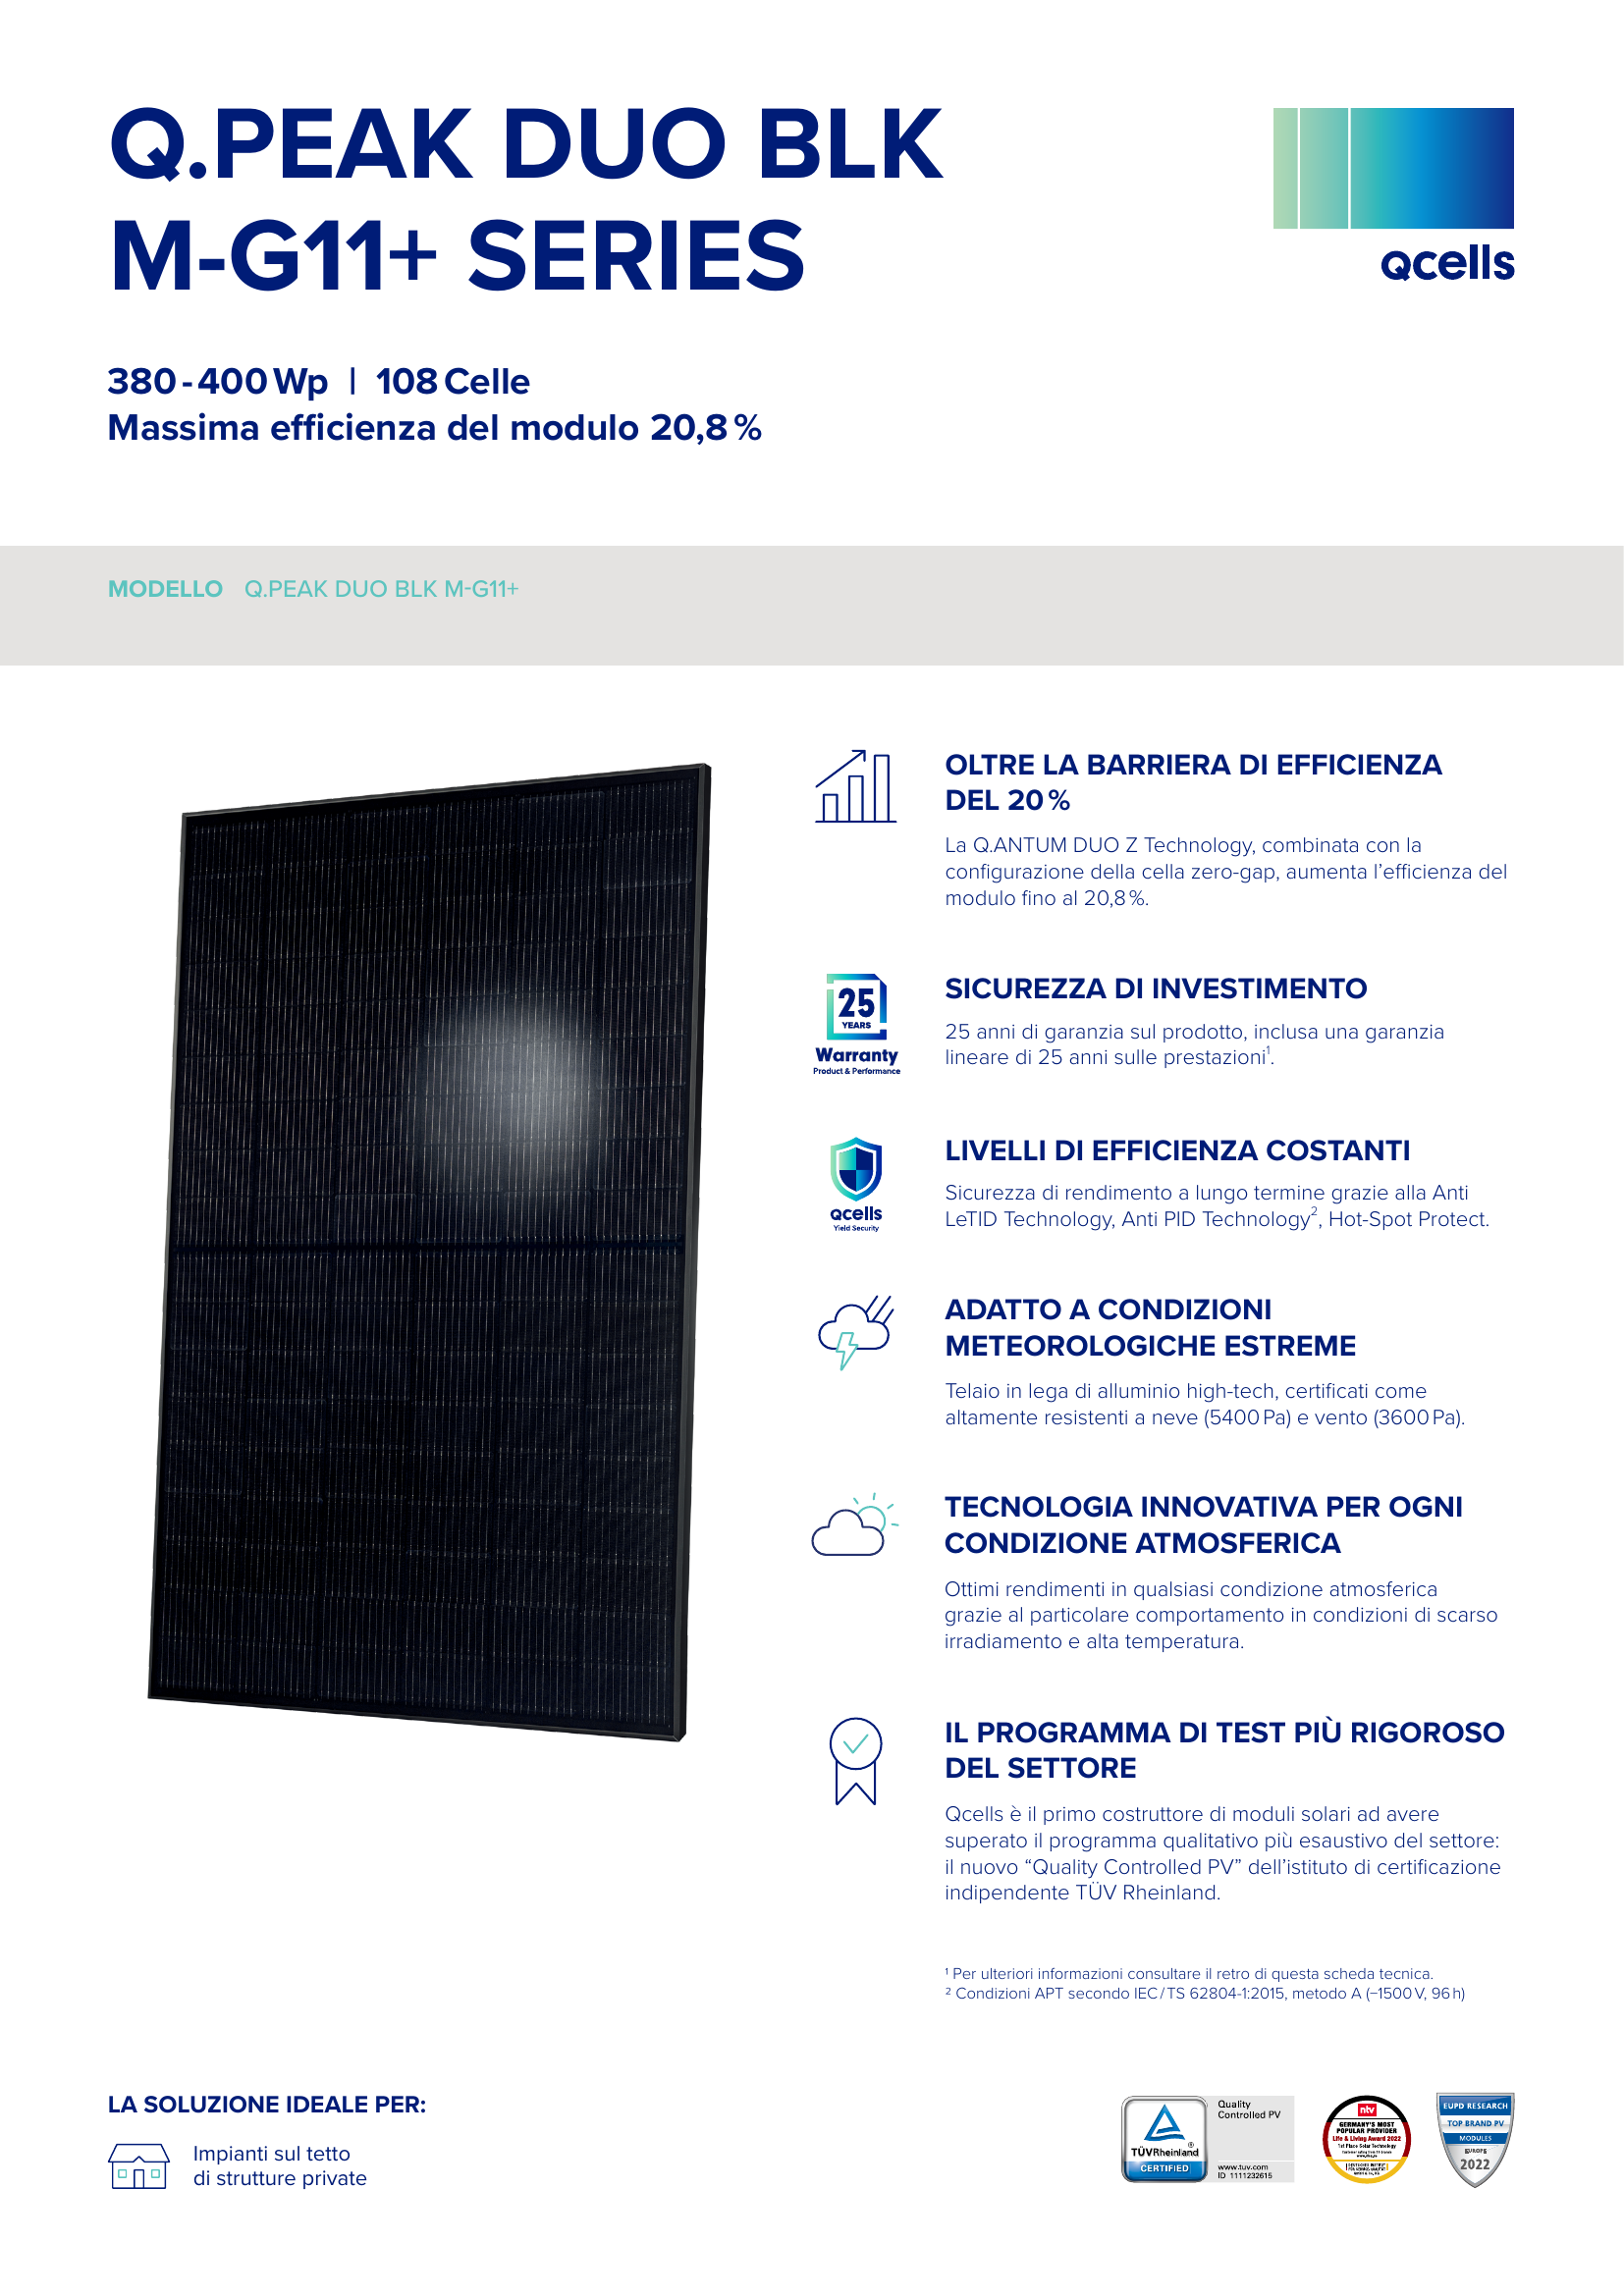 Q.PEAK DUO BLK
M-G11+ SERIES
qcells
380-400 Wp | 108 Celle
Massima efficienza del modulo 20,8 %
MODELLO Q.PEAK DUO BLK M-G11+
OLTRE LA BARRIERA DI EFFICIENZA
DEL 20 %
La Q.ANTUM DUO Z Technology, combinata con la
configurazione della cella zero-gap, aumenta l’efficienza del
modulo fino al 20,8 %.
25
YEARS
Warranty
Product & Performance
SICUREZZA DI INVESTIMENTO
25 anni di garanzia sul prodotto, inclusa una garanzia
lineare di 25 anni sulle prestazioni¹.
qcells
Yield Security
LIVELLI DI EFFICIENZA COSTANTI
Sicurezza di rendimento a lungo termine grazie alla Anti
LeTID Technology, Anti PID Technology², Hot-Spot Protect.
ADATTO A CONDIZIONI
METEOROLOGICHE ESTREME
Telaio in lega di alluminio high-tech, certificati come
altamente resistenti a neve (5400 Pa) e vento (3600 Pa).
TECNOLOGIA INNOVATIVA PER OGNI
CONDIZIONE ATMOSFERICA
Ottimi rendimenti in qualsiasi condizione atmosferica
grazie al particolare comportamento in condizioni di scarso
irradiamento e alta temperatura.
IL PROGRAMMA DI TEST PIÙ RIGOROSO
DEL SETTORE
Qcells è il primo costruttore di moduli solari ad avere
superato il programma qualitativo più esaustivo del settore:
il nuovo “Quality Controlled PV” dell’istituto di certificazione
indipendente TÜV Rheinland.
¹ Per ulteriori informazioni consultare il retro di questa scheda tecnica.
² Condizioni APT secondo IEC / TS 62804-1:2015, metodo A (−1500 V, 96 h)
LA SOLUZIONE IDEALE PER:
Impianti sul tetto
di strutture private
TÜVRheinland®
CERTIFIED
Quality
Controlled PV
www.tuv.com
ID 1111232615
ntv
GERMANY'S MOST
POPULAR PROVIDER
Life & Living Award 2022
1st Place Solar Technology
EUPD RESEARCH
TOP BRAND PV
MODULES
EUROPE
2022